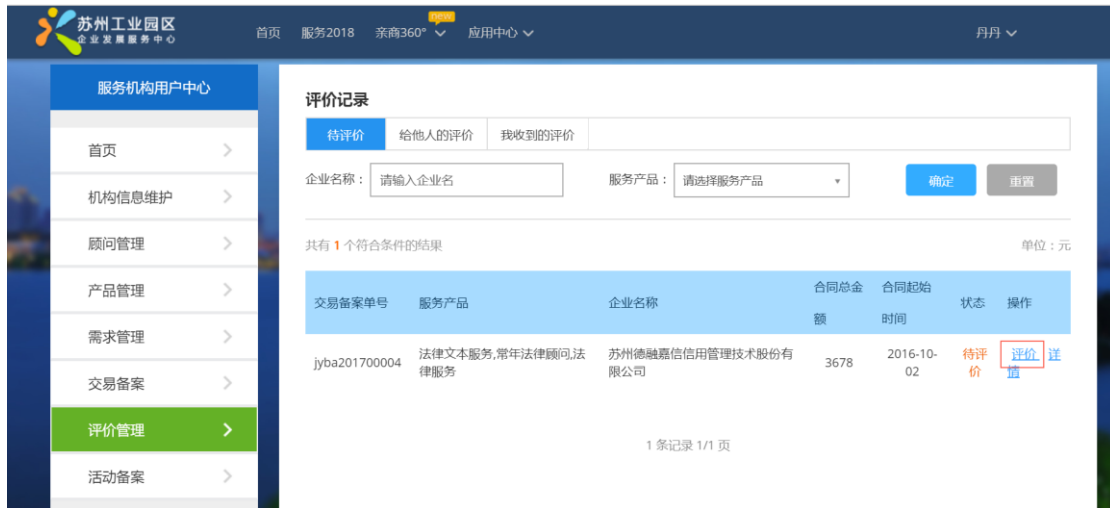 苏州工业园区
企业发展服务中心
首页 服务2018 亲商360° new 应用中心 丹丹
服务机构用户中心
首页
机构信息维护
顾问管理
产品管理
需求管理
交易备案
评价管理
活动备案
评价记录
待评价 给他人的评价 我收到的评价
企业名称： 请输入企业名 服务产品： 请选择服务产品 确定 重置
共有 1 个符合条件的结果 单位：元
交易备案单号 服务产品 企业名称 合同总金额 合同起始时间 状态 操作
jyba201700004 法律文本服务,常年法律顾问,法律服务 苏州德融嘉信信用管理技术股份有限公司 3678 2016-10-02 待评价 评价 详情
1 条记录 1/1 页